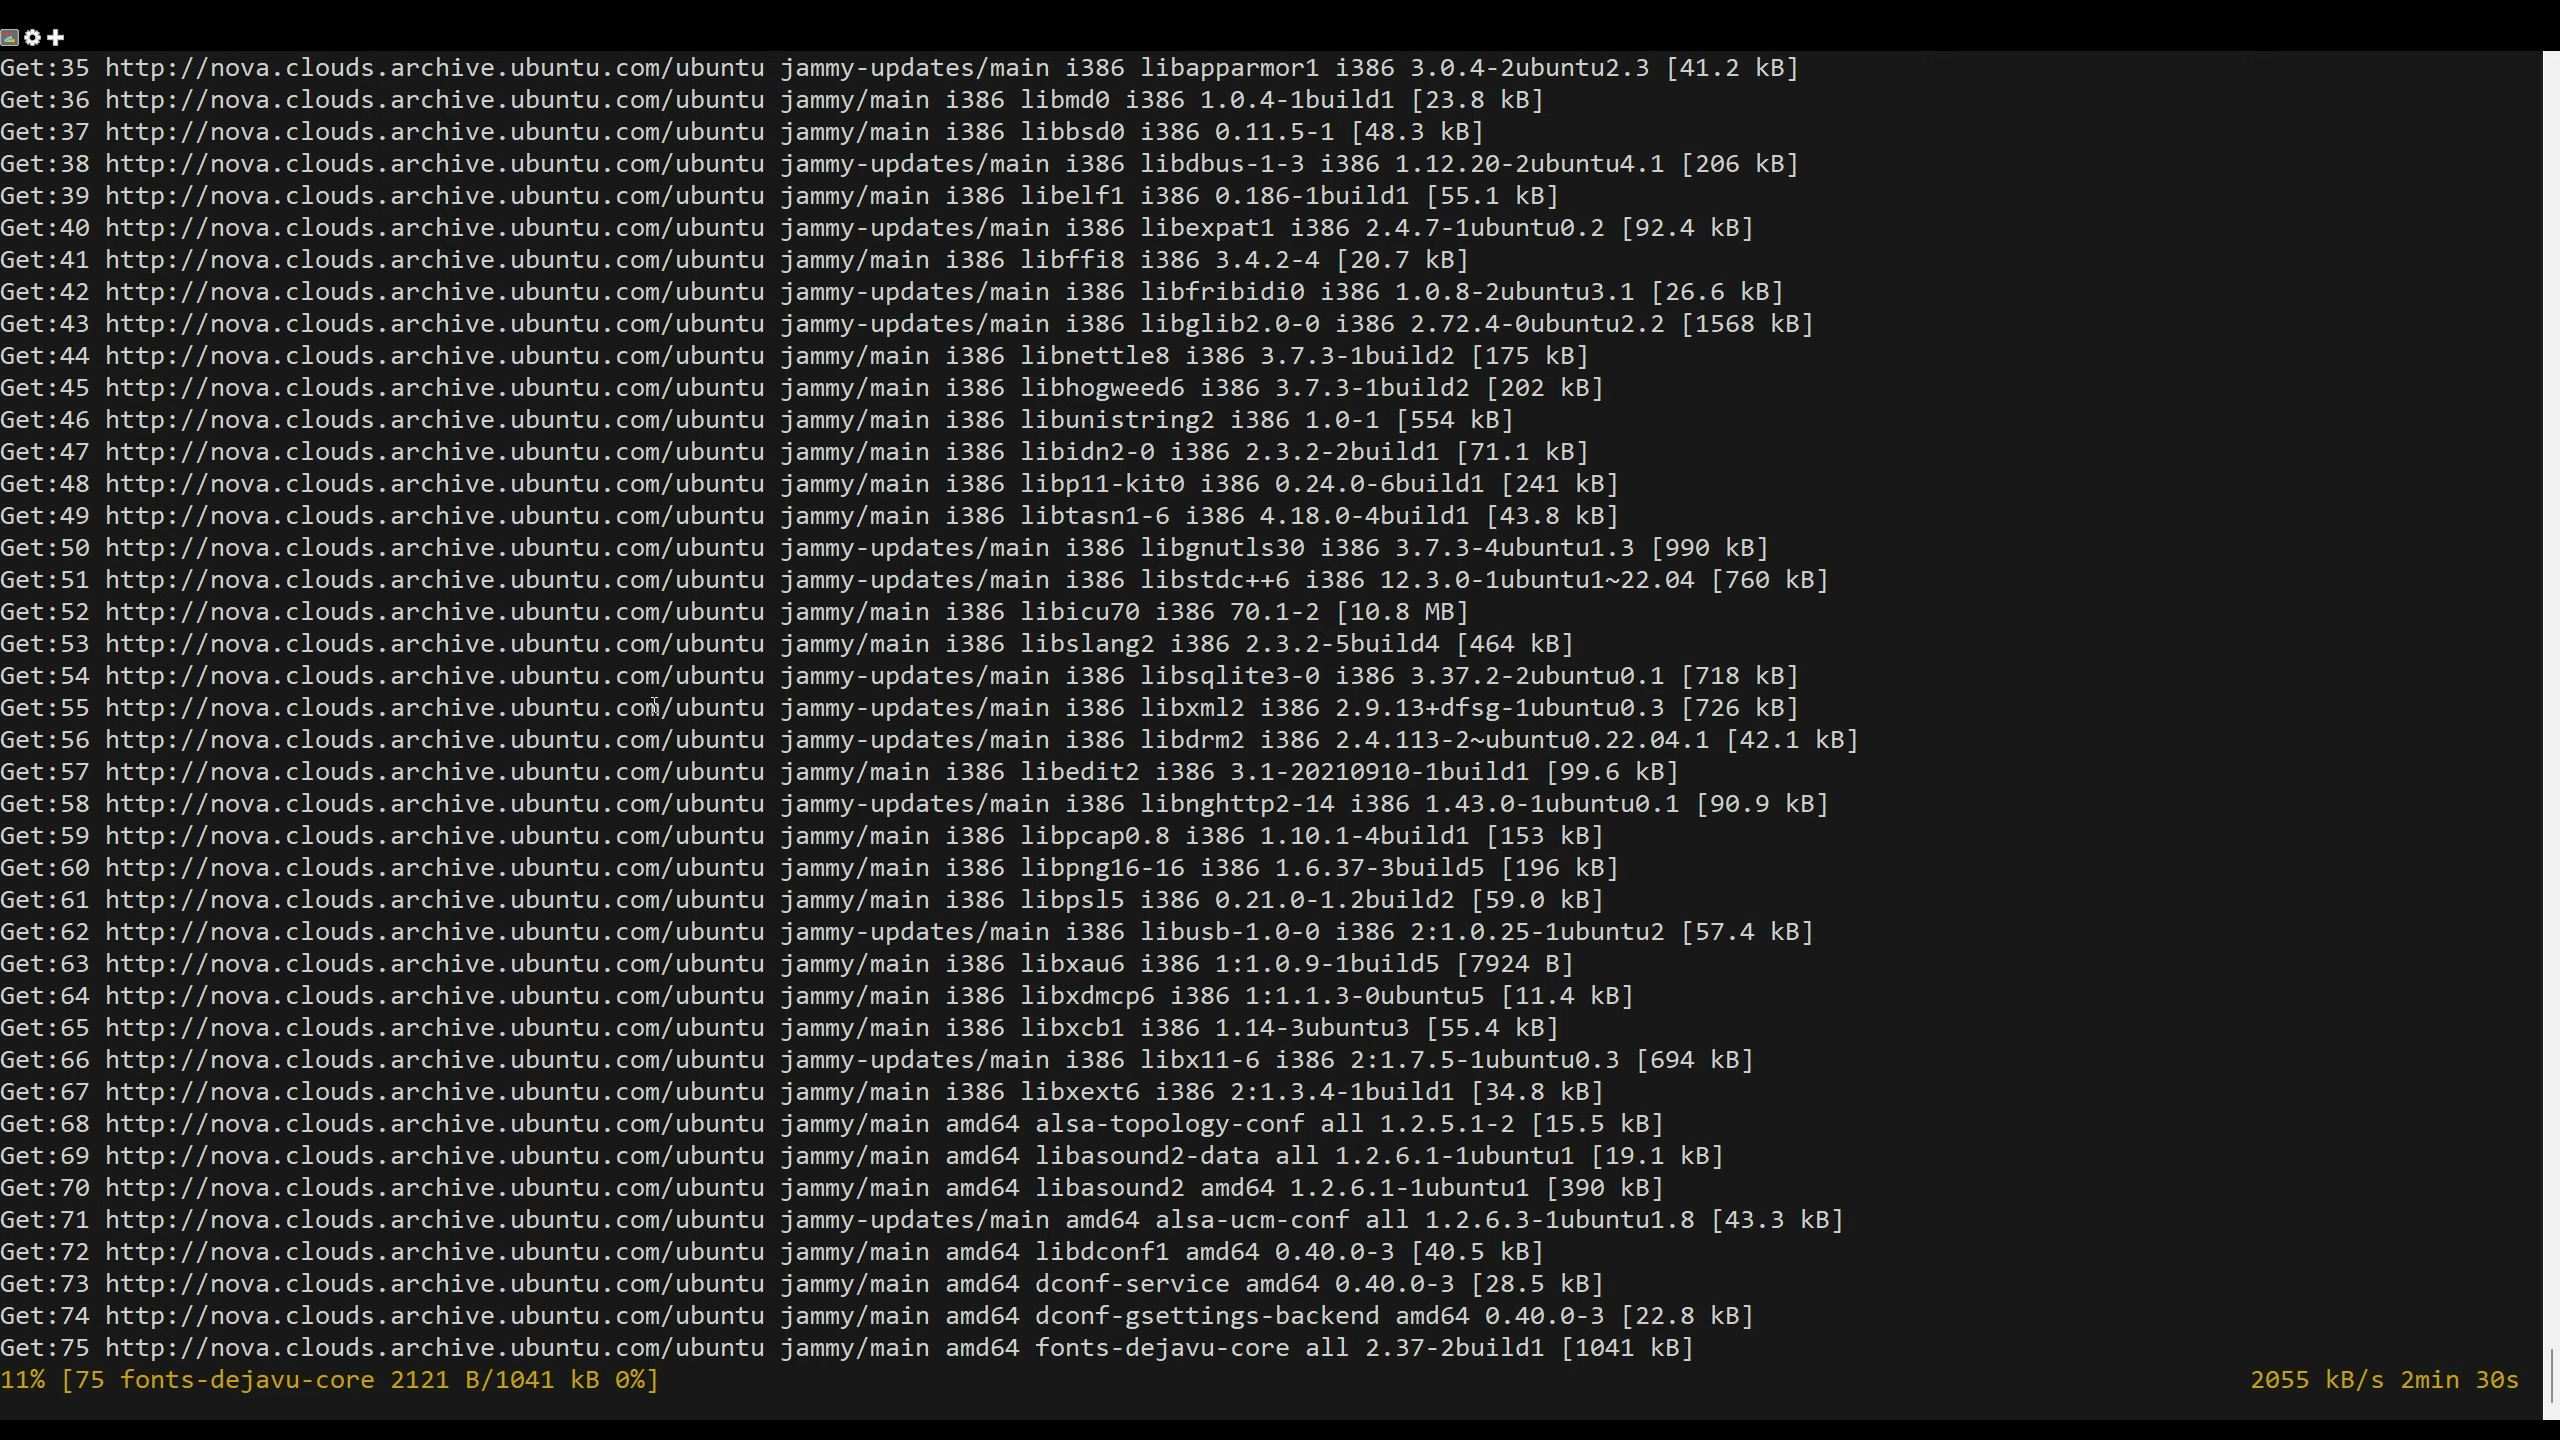 Get:35 http://nova.clouds.archive.ubuntu.com/ubuntu jammy-updates/main i386 libapparmor1 i386 3.0.4-2ubuntu2.3 [41.2 kB]
Get:36 http://nova.clouds.archive.ubuntu.com/ubuntu jammy/main i386 libmd0 i386 1.0.4-1build1 [23.8 kB]
Get:37 http://nova.clouds.archive.ubuntu.com/ubuntu jammy/main i386 libbsd0 i386 0.11.5-1 [48.3 kB]
Get:38 http://nova.clouds.archive.ubuntu.com/ubuntu jammy-updates/main i386 libdbus-1-3 i386 1.12.20-2ubuntu4.1 [206 kB]
Get:39 http://nova.clouds.archive.ubuntu.com/ubuntu jammy/main i386 libelf1 i386 0.186-1build1 [55.1 kB]
Get:40 http://nova.clouds.archive.ubuntu.com/ubuntu jammy-updates/main i386 libexpat1 i386 2.4.7-1ubuntu0.2 [92.4 kB]
Get:41 http://nova.clouds.archive.ubuntu.com/ubuntu jammy/main i386 libffi8 i386 3.4.2-4 [20.7 kB]
Get:42 http://nova.clouds.archive.ubuntu.com/ubuntu jammy-updates/main i386 libfribidi0 i386 1.0.8-2ubuntu3.1 [26.6 kB]
Get:43 http://nova.clouds.archive.ubuntu.com/ubuntu jammy-updates/main i386 libglib2.0-0 i386 2.72.4-0ubuntu2.2 [1568 kB]
Get:44 http://nova.clouds.archive.ubuntu.com/ubuntu jammy/main i386 libnettle8 i386 3.7.3-1build2 [175 kB]
Get:45 http://nova.clouds.archive.ubuntu.com/ubuntu jammy/main i386 libhogweed6 i386 3.7.3-1build2 [202 kB]
Get:46 http://nova.clouds.archive.ubuntu.com/ubuntu jammy/main i386 libunistring2 i386 1.0-1 [554 kB]
Get:47 http://nova.clouds.archive.ubuntu.com/ubuntu jammy/main i386 libidn2-0 i386 2.3.2-2build1 [71.1 kB]
Get:48 http://nova.clouds.archive.ubuntu.com/ubuntu jammy/main i386 libp11-kit0 i386 0.24.0-6build1 [241 kB]
Get:49 http://nova.clouds.archive.ubuntu.com/ubuntu jammy/main i386 libtasn1-6 i386 4.18.0-4build1 [43.8 kB]
Get:50 http://nova.clouds.archive.ubuntu.com/ubuntu jammy-updates/main i386 libgnutls30 i386 3.7.3-4ubuntu1.3 [990 kB]
Get:51 http://nova.clouds.archive.ubuntu.com/ubuntu jammy-updates/main i386 libstdc++6 i386 12.3.0-1ubuntu1~22.04 [760 kB]
Get:52 http://nova.clouds.archive.ubuntu.com/ubuntu jammy/main i386 libicu70 i386 70.1-2 [10.8 MB]
Get:53 http://nova.clouds.archive.ubuntu.com/ubuntu jammy/main i386 libslang2 i386 2.3.2-5build4 [464 kB]
Get:54 http://nova.clouds.archive.ubuntu.com/ubuntu jammy-updates/main i386 libsqlite3-0 i386 3.37.2-2ubuntu0.1 [718 kB]
Get:55 http://nova.clouds.archive.ubuntu.com/ubuntu jammy-updates/main i386 libxml2 i386 2.9.13+dfsg-1ubuntu0.3 [726 kB]
Get:56 http://nova.clouds.archive.ubuntu.com/ubuntu jammy-updates/main i386 libdrm2 i386 2.4.113-2~ubuntu0.22.04.1 [42.1 kB]
Get:57 http://nova.clouds.archive.ubuntu.com/ubuntu jammy/main i386 libedit2 i386 3.1-20210910-1build1 [99.6 kB]
Get:58 http://nova.clouds.archive.ubuntu.com/ubuntu jammy-updates/main i386 libnghttp2-14 i386 1.43.0-1ubuntu0.1 [90.9 kB]
Get:59 http://nova.clouds.archive.ubuntu.com/ubuntu jammy/main i386 libpcap0.8 i386 1.10.1-4build1 [153 kB]
Get:60 http://nova.clouds.archive.ubuntu.com/ubuntu jammy/main i386 libpng16-16 i386 1.6.37-3build5 [196 kB]
Get:61 http://nova.clouds.archive.ubuntu.com/ubuntu jammy/main i386 libpsl5 i386 0.21.0-1.2build2 [59.0 kB]
Get:62 http://nova.clouds.archive.ubuntu.com/ubuntu jammy-updates/main i386 libusb-1.0-0 i386 2:1.0.25-1ubuntu2 [57.4 kB]
Get:63 http://nova.clouds.archive.ubuntu.com/ubuntu jammy/main i386 libxau6 i386 1:1.0.9-1build5 [7924 B]
Get:64 http://nova.clouds.archive.ubuntu.com/ubuntu jammy/main i386 libxdmcp6 i386 1:1.1.3-0ubuntu5 [11.4 kB]
Get:65 http://nova.clouds.archive.ubuntu.com/ubuntu jammy/main i386 libxcb1 i386 1.14-3ubuntu3 [55.4 kB]
Get:66 http://nova.clouds.archive.ubuntu.com/ubuntu jammy-updates/main i386 libx11-6 i386 2:1.7.5-1ubuntu0.3 [694 kB]
Get:67 http://nova.clouds.archive.ubuntu.com/ubuntu jammy/main i386 libxext6 i386 2:1.3.4-1build1 [34.8 kB]
Get:68 http://nova.clouds.archive.ubuntu.com/ubuntu jammy/main amd64 alsa-topology-conf all 1.2.5.1-2 [15.5 kB]
Get:69 http://nova.clouds.archive.ubuntu.com/ubuntu jammy/main amd64 libasound2-data all 1.2.6.1-1ubuntu1 [19.1 kB]
Get:70 http://nova.clouds.archive.ubuntu.com/ubuntu jammy/main amd64 libasound2 amd64 1.2.6.1-1ubuntu1 [390 kB]
Get:71 http://nova.clouds.archive.ubuntu.com/ubuntu jammy-updates/main amd64 alsa-ucm-conf all 1.2.6.3-1ubuntu1.8 [43.3 kB]
Get:72 http://nova.clouds.archive.ubuntu.com/ubuntu jammy/main amd64 libdconf1 amd64 0.40.0-3 [40.5 kB]
Get:73 http://nova.clouds.archive.ubuntu.com/ubuntu jammy/main amd64 dconf-service amd64 0.40.0-3 [28.5 kB]
Get:74 http://nova.clouds.archive.ubuntu.com/ubuntu jammy/main amd64 dconf-gsettings-backend amd64 0.40.0-3 [22.8 kB]
Get:75 http://nova.clouds.archive.ubuntu.com/ubuntu jammy/main amd64 fonts-dejavu-core all 2.37-2build1 [1041 kB]
11% [75 fonts-dejavu-core 2121 B/1041 kB 0%] 2055 kB/s 2min 30s